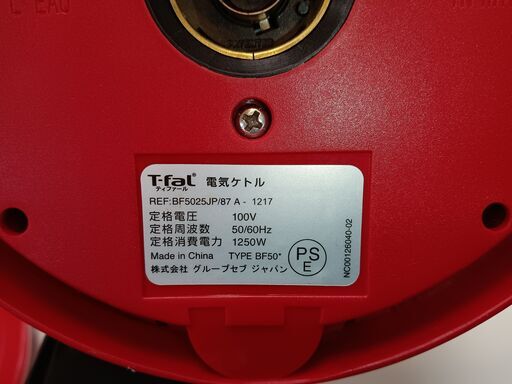 L'EAU
T-faL 電気ケトル
ティファール
REF:BF5025JP/87 A - 1217
定格電圧 100V
定格周波数 50/60Hz
定格消費電力 1250W
Made in China TYPE BF50*
株式会社 グループセブ ジャパン
PS
E
NC00126040-02